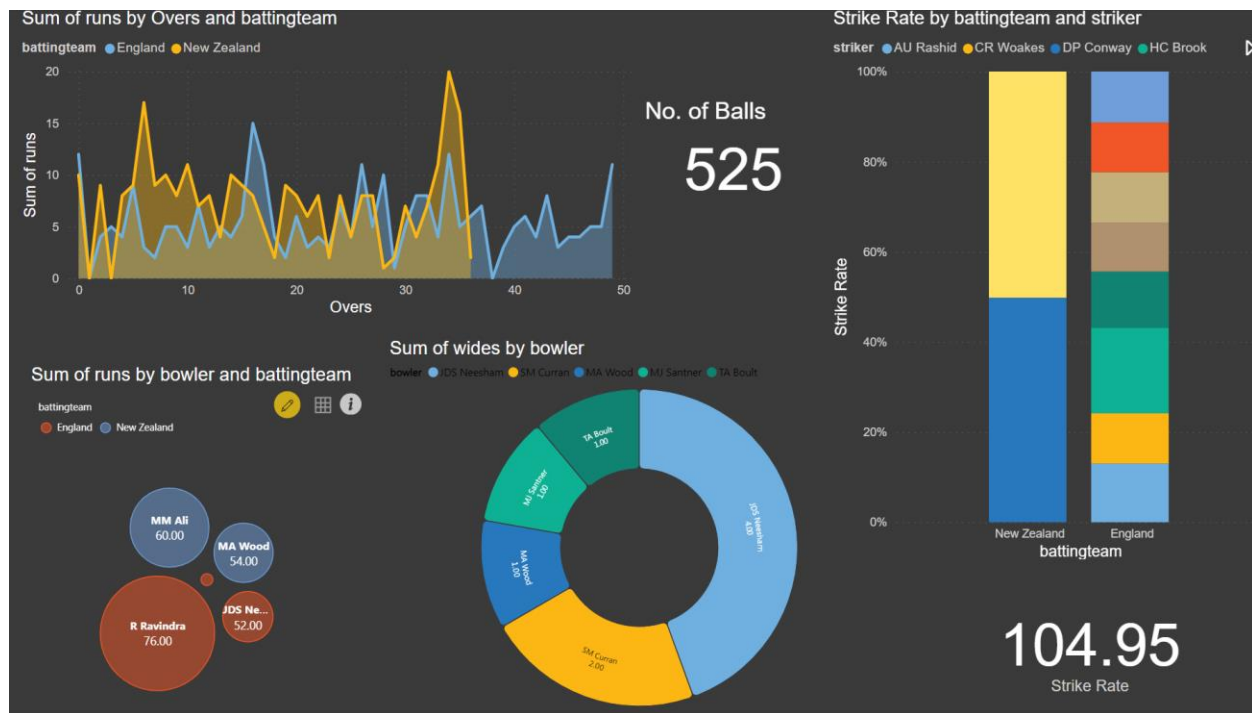 Sum of runs by Overs and battingteam
battingteam England New Zealand
20
15
10
5
0
Sum of runs
0 10 20 30 40 50
Overs
No. of Balls
525
Strike Rate by battingteam and striker
striker AU Rashid CR Woakes DP Conway HC Brook
100%
80%
60%
40%
20%
0%
Strike Rate
New Zealand England
battingteam
Sum of runs by bowler and battingteam
battingteam
England New Zealand
MM Ali
60.00
MA Wood
54.00
R Ravindra
76.00
JDS Ne...
52.00
Sum of wides by bowler
bowler JDS Neesham SM Curran MA Wood MJ Santner TA Boult
TA Boult
1.00
MJ Santner
1.00
MA Wood
1.00
SM Curran
2.00
JDS Neesham
4.00
104.95
Strike Rate